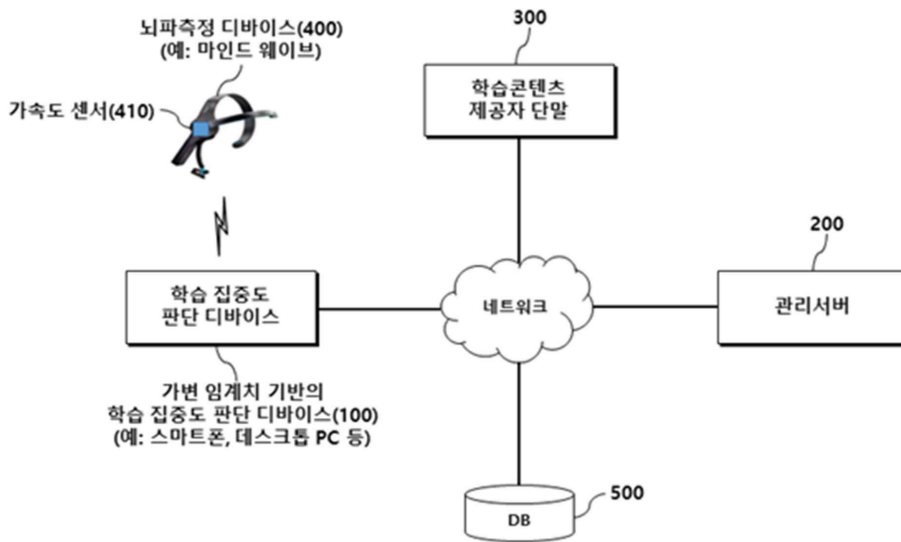 뇌파측정 디바이스(400)
(예: 마인드 웨이브)
가속도 센서(410)
300
학습콘텐츠
제공자 단말
200
관리서버
학습 집중도
판단 디바이스
네트워크
가변 임계치 기반의
학습 집중도 판단 디바이스(100)
(예: 스마트폰, 데스크톱 PC 등)
500
DB